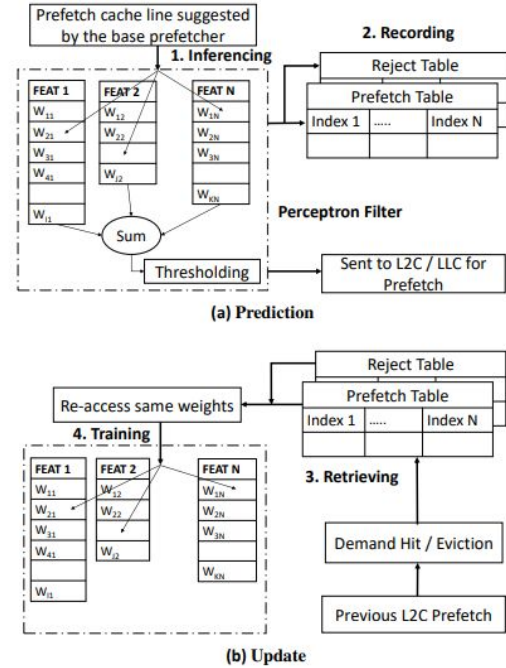 Prefetch cache line suggested
by the base prefetcher
1. Inferencing
2. Recording
FEAT 1
W11
W21
W31
W41
WI1
FEAT 2
W12
W22
WJ2
FEAT N
W1N
W2N
W3N
WKN
Sum
Thresholding
Reject Table
Prefetch Table
Index 1 ..... Index N
Perceptron Filter
Sent to L2C / LLC for
Prefetch
(a) Prediction
Reject Table
Prefetch Table
Index 1 ..... Index N
Re-access same weights
4. Training
FEAT 1
W11
W21
W31
W41
WI1
FEAT 2
W12
W22
WJ2
FEAT N
W1N
W2N
W3N
WKN
3. Retrieving
Demand Hit / Eviction
Previous L2C Prefetch
(b) Update